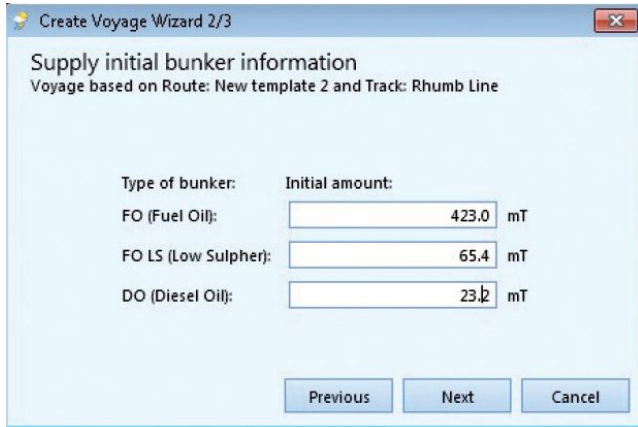 Create Voyage Wizard 2/3
Supply initial bunker information
Voyage based on Route: New template 2 and Track: Rhumb Line
Type of bunker: Initial amount:
FO (Fuel Oil): 423.0 mT
FO LS (Low Sulpher): 65.4 mT
DO (Diesel Oil): 23.2 mT
Previous Next Cancel